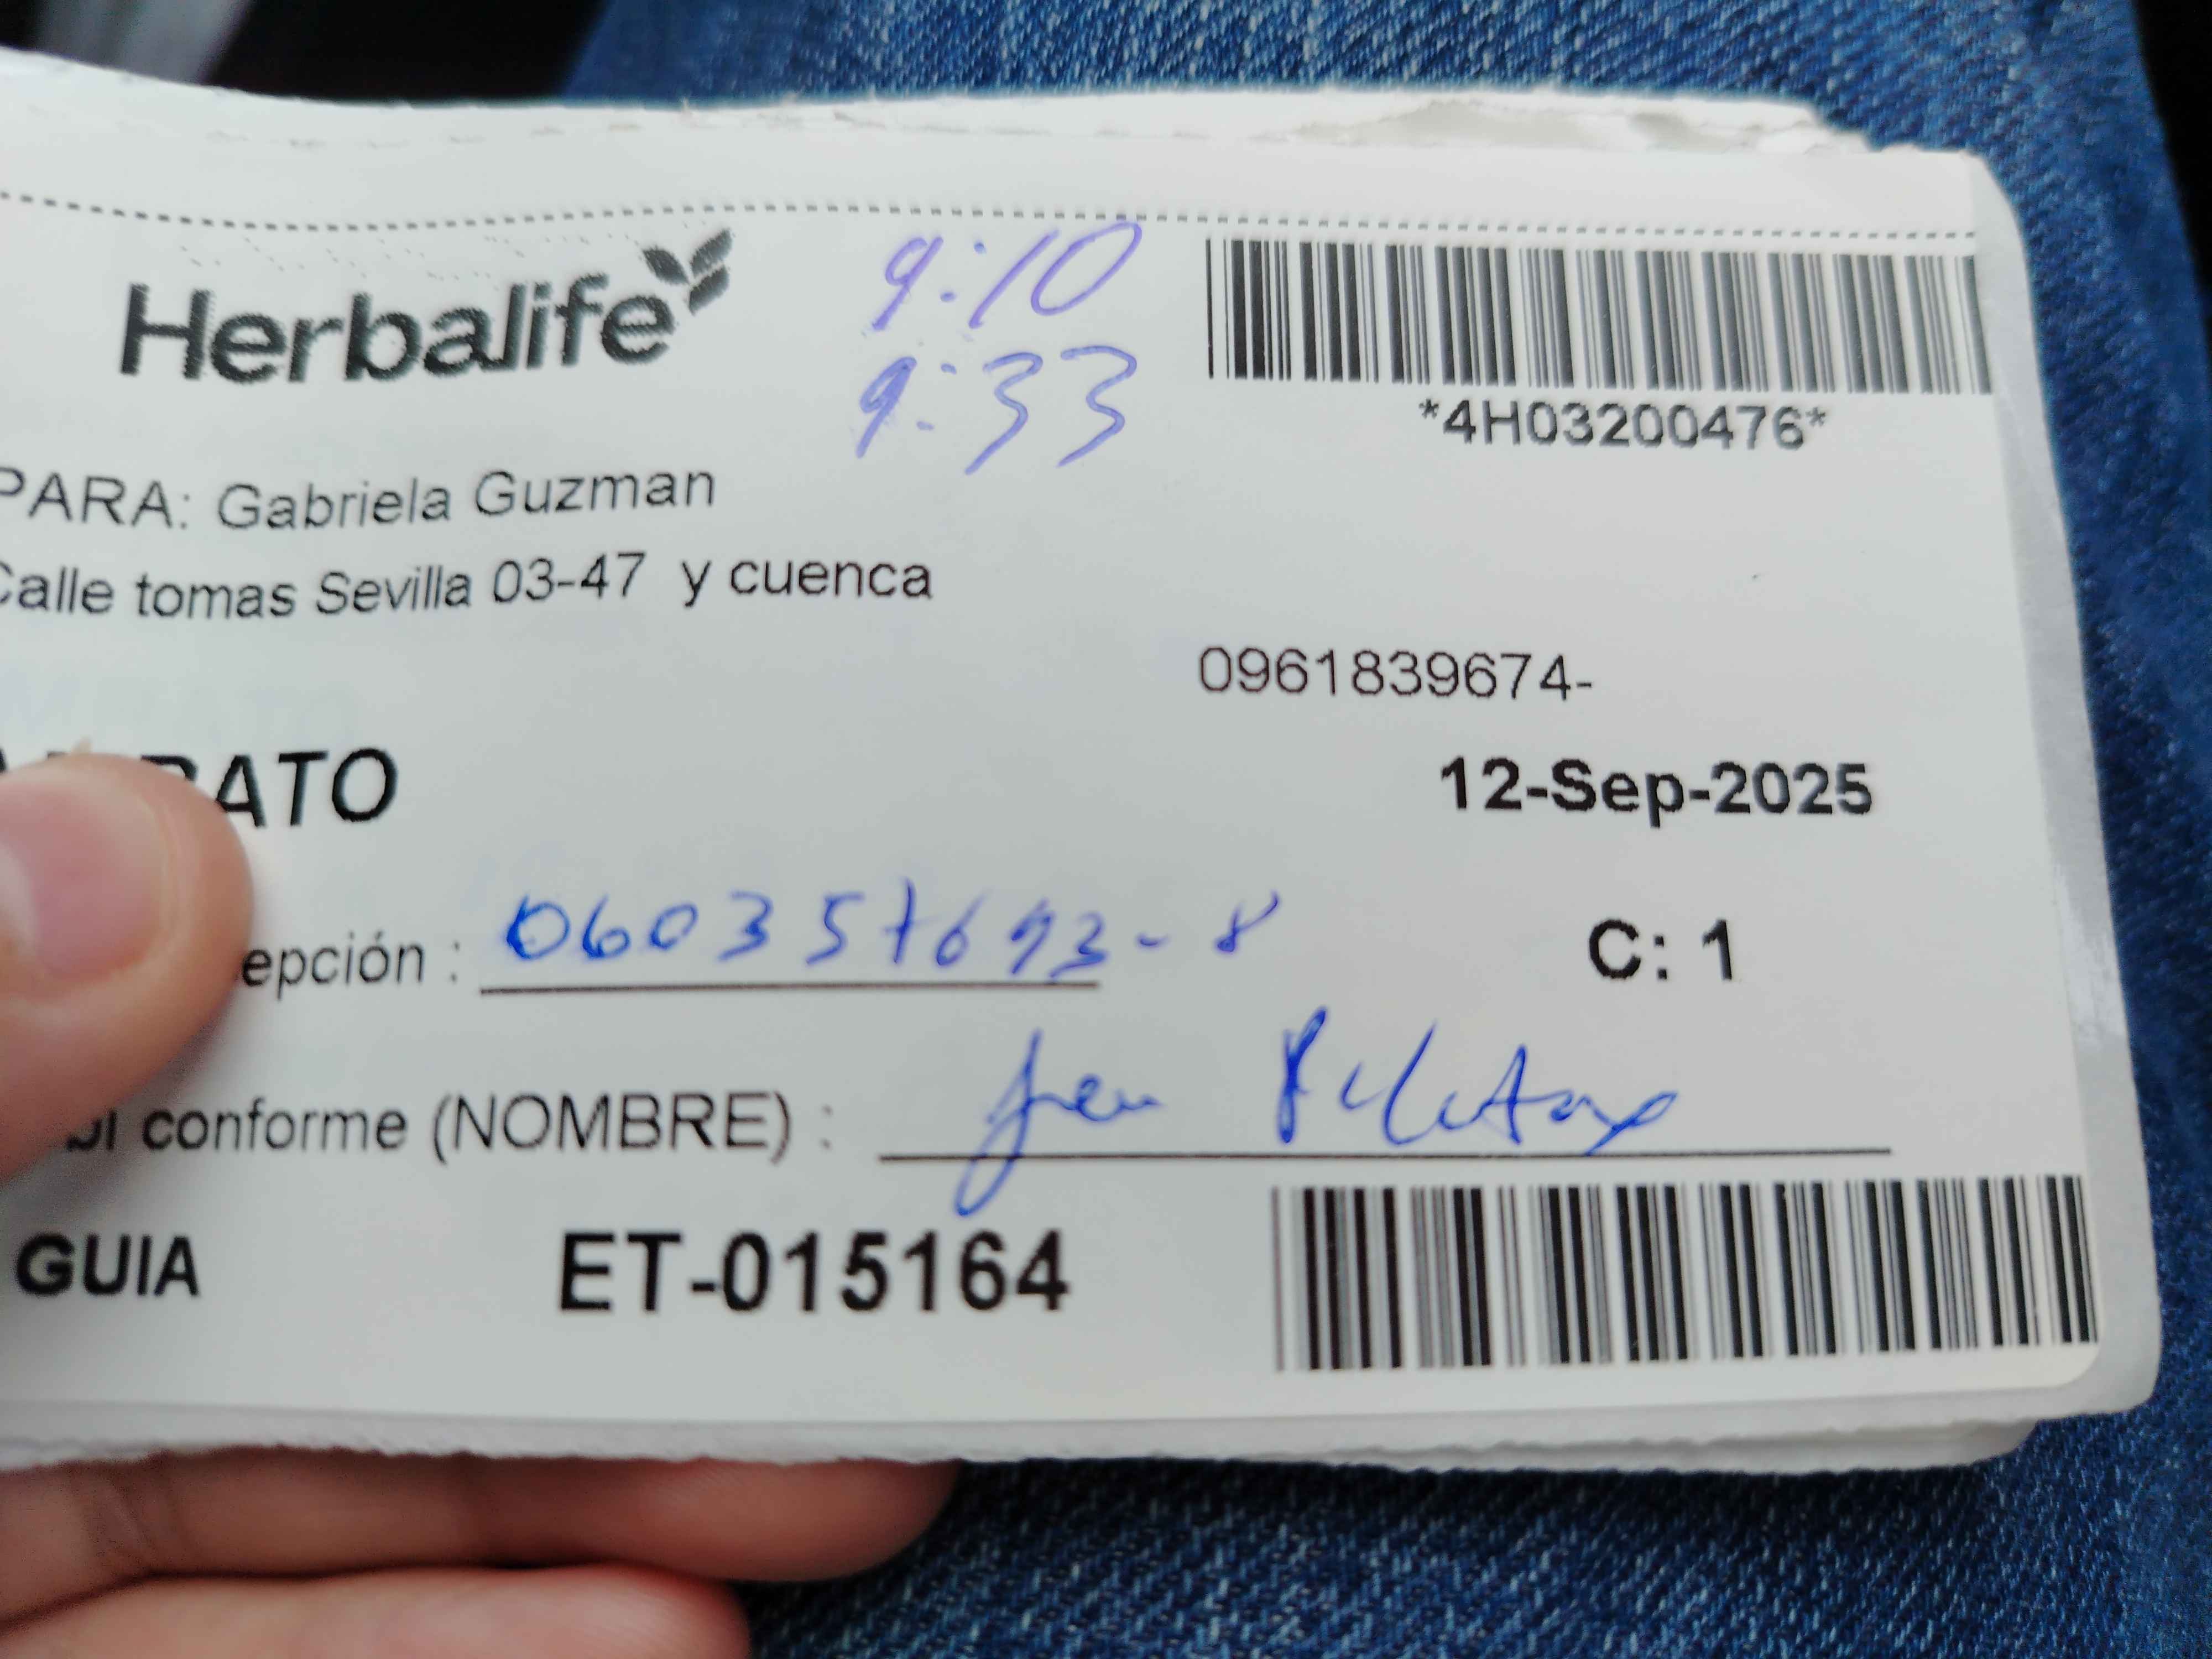 Herbalife
9:10
9:33
*4H03200476*
PARA: Gabriela Guzman
Calle tomas Sevilla 03-47 y cuenca
0961839674-
ATO
12-Sep-2025
epción : 060357693-8
C: 1
conforme (NOMBRE) :
GUIA ET-015164